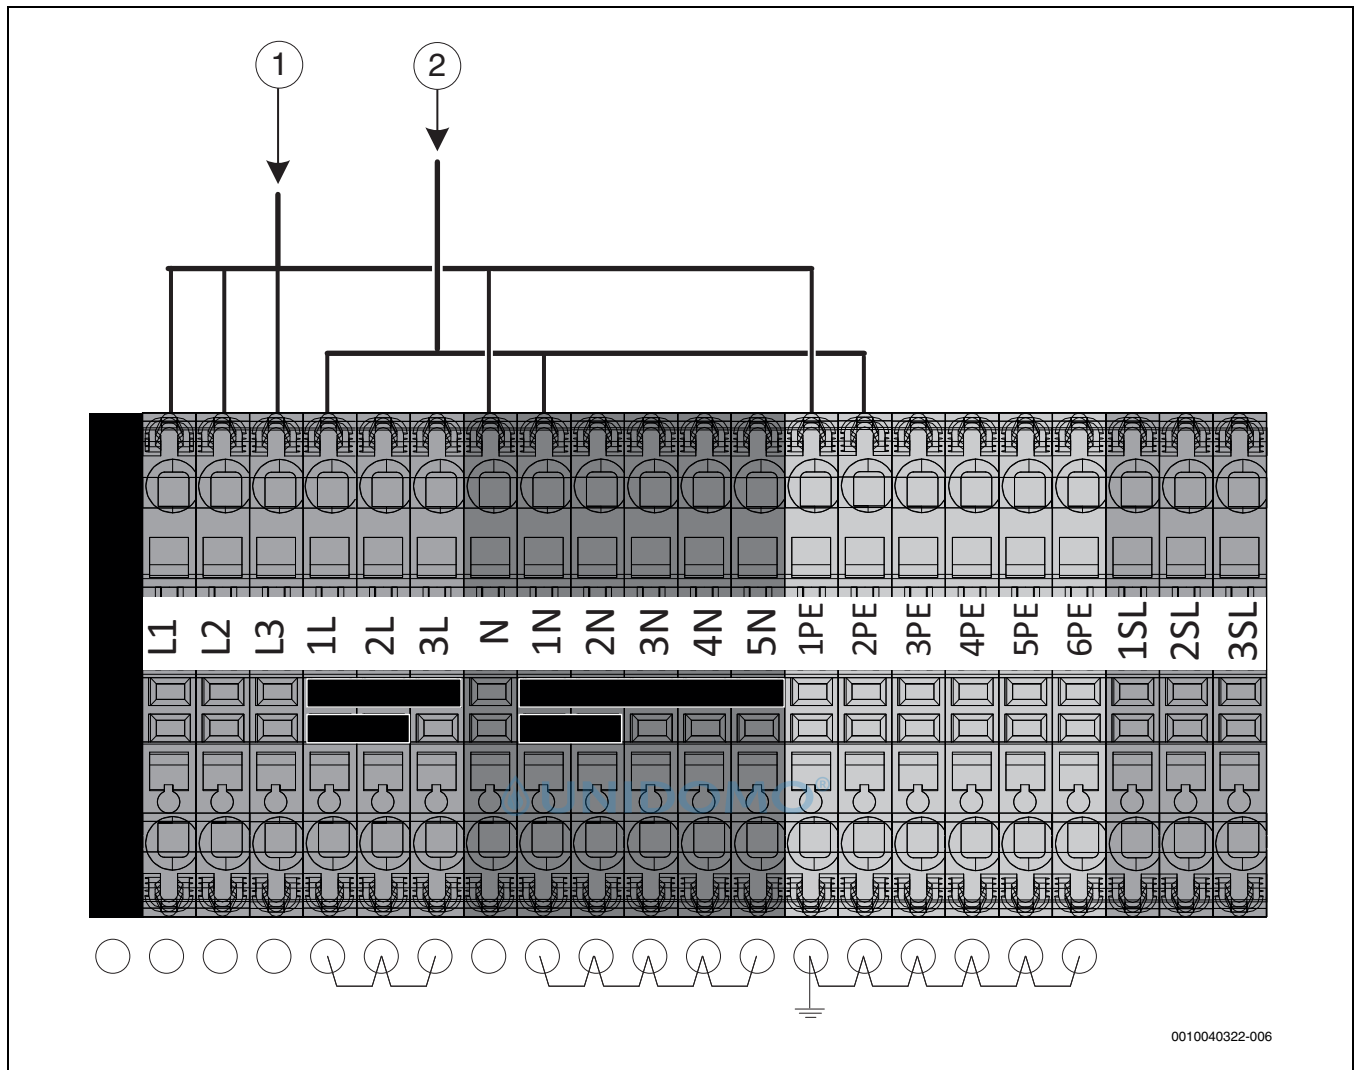 1 2
L1 L2 L3 1L 2L 3L N 1N 2N 3N 4N 5N 1PE 2PE 3PE 4PE 5PE 6PE 1SL 2SL 3SL
UNIDOMO®
0010040322-006